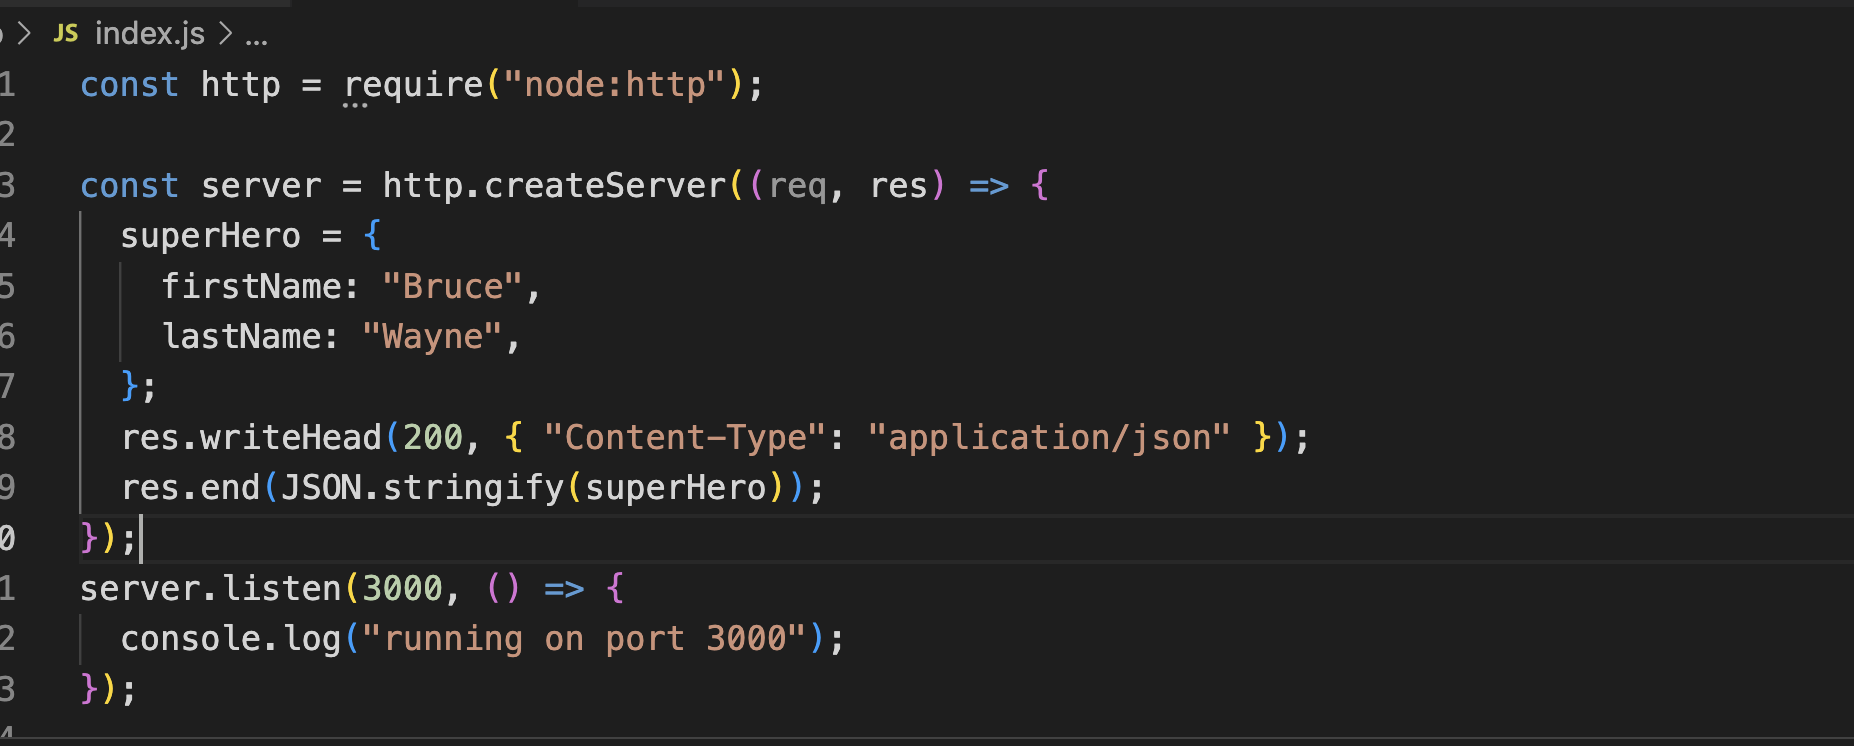 JS index.js > ...
1 const http = require("node:http");
2
3 const server = http.createServer((req, res) => {
4 superHero = {
5 firstName: "Bruce",
6 lastName: "Wayne",
7 };
8 res.writeHead(200, { "Content-Type": "application/json" });
9 res.end(JSON.stringify(superHero));
0 });
1 server.listen(3000, () => {
2 console.log("running on port 3000");
3 });
4